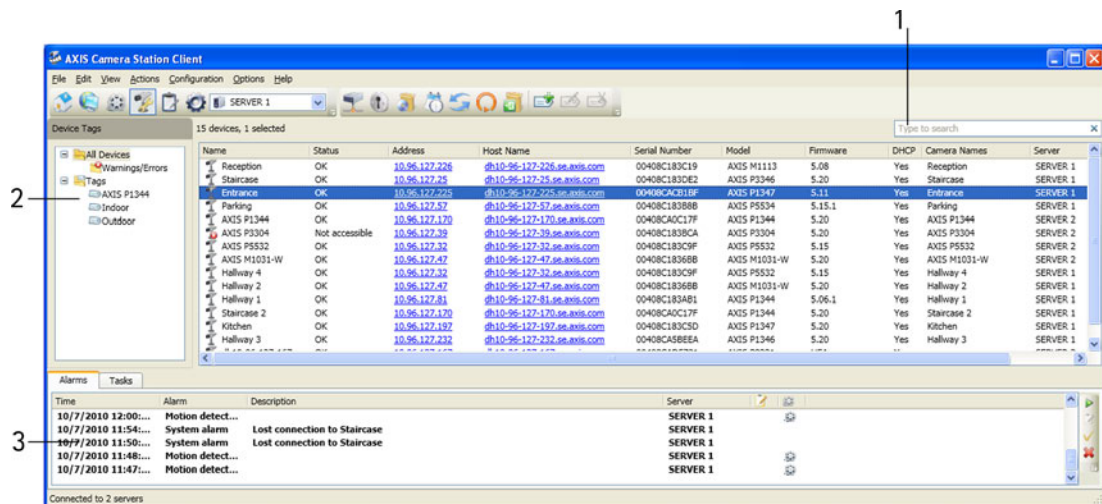 1
AXIS Camera Station Client
File Edit View Actions Configuration Options Help
SERVER 1
Device Tags 15 devices, 1 selected Type to search
All Devices
Warnings/Errors
Tags
AXIS P1344
Indoor
Outdoor
2
Name Status Address Host Name Serial Number Model Firmware DHCP Camera Names Server
Reception OK 10.96.127.226 dh10-96-127-226.se.axis.com 00408C183C19 AXIS M1113 5.08 Yes Reception SERVER 1
Staircase OK 10.96.127.25 dh10-96-127-25.se.axis.com 00408C183DE2 AXIS P3346 5.20 Yes Staircase SERVER 1
Entrance OK 10.96.127.225 dh10-96-127-225.se.axis.com 00408CACB1BF AXIS P1347 5.11 Yes Entrance SERVER 1
Parking OK 10.96.127.57 dh10-96-127-57.se.axis.com 00408C183B8B AXIS P5534 5.15.1 Yes Parking SERVER 1
AXIS P1344 OK 10.96.127.170 dh10-96-127-170.se.axis.com 00408CA0C17F AXIS P1344 5.20 Yes AXIS P1344 SERVER 2
AXIS P3304 Not accessible 10.96.127.39 dh10-96-127-39.se.axis.com 00408C183BCA AXIS P3304 5.20 Yes AXIS P3304 SERVER 2
AXIS P5532 OK 10.96.127.32 dh10-96-127-32.se.axis.com 00408C183C9F AXIS P5532 5.15 Yes AXIS P5532 SERVER 2
AXIS M1031-W OK 10.96.127.47 dh10-96-127-47.se.axis.com 00408C1836BB AXIS M1031-W 5.20 Yes AXIS M1031-W SERVER 2
Hallway 4 OK 10.96.127.32 dh10-96-127-32.se.axis.com 00408C183C9F AXIS P5532 5.15 Yes Hallway 4 SERVER 1
Hallway 2 OK 10.96.127.47 dh10-96-127-47.se.axis.com 00408C1836BB AXIS M1031-W 5.20 Yes Hallway 2 SERVER 1
Hallway 1 OK 10.96.127.81 dh10-96-127-81.se.axis.com 00408C183AB1 AXIS P1344 5.06.1 Yes Hallway 1 SERVER 1
Staircase 2 OK 10.96.127.170 dh10-96-127-170.se.axis.com 00408CA0C17F AXIS P1344 5.20 Yes Staircase 2 SERVER 1
Kitchen OK 10.96.127.197 dh10-96-127-197.se.axis.com 00408C183C5D AXIS P1347 5.20 Yes Kitchen SERVER 1
Hallway 3 OK 10.96.127.232 dh10-96-127-232.se.axis.com 00408CA5BEEA AXIS P1346 5.20 Yes Hallway 3 SERVER 1
Alarms Tasks
Time Alarm Description Server
10/7/2010 12:00:... Motion detect... SERVER 1
10/7/2010 11:54:... System alarm Lost connection to Staircase SERVER 1
3
10/7/2010 11:50:... System alarm Lost connection to Staircase SERVER 1
10/7/2010 11:48:... Motion detect... SERVER 1
10/7/2010 11:47:... Motion detect... SERVER 1
Connected to 2 servers